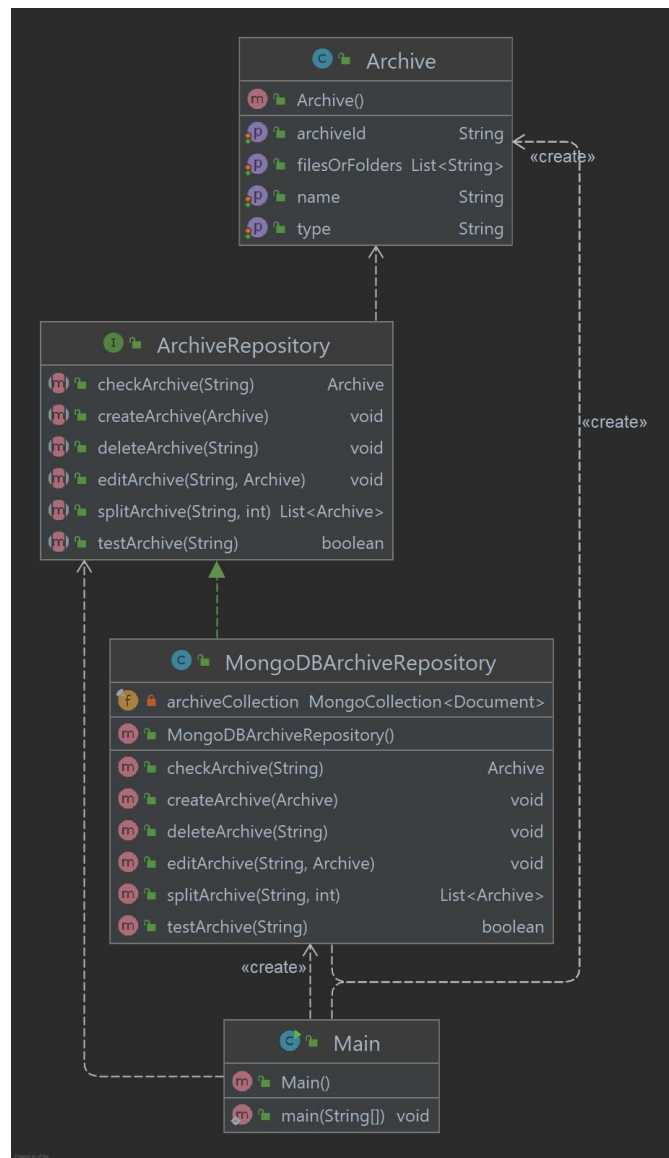 Archive
Archive()
archiveId String
filesOrFolders List<String>
name String
type String
«create»
ArchiveRepository
checkArchive(String) Archive
createArchive(Archive) void
deleteArchive(String) void
editArchive(String, Archive) void
splitArchive(String, int) List<Archive>
testArchive(String) boolean
«create»
MongoDBArchiveRepository
archiveCollection MongoCollection<Document>
MongoDBArchiveRepository()
checkArchive(String) Archive
createArchive(Archive) void
deleteArchive(String) void
editArchive(String, Archive) void
splitArchive(String, int) List<Archive>
testArchive(String) boolean
«create»
Main
Main()
main(String[]) void